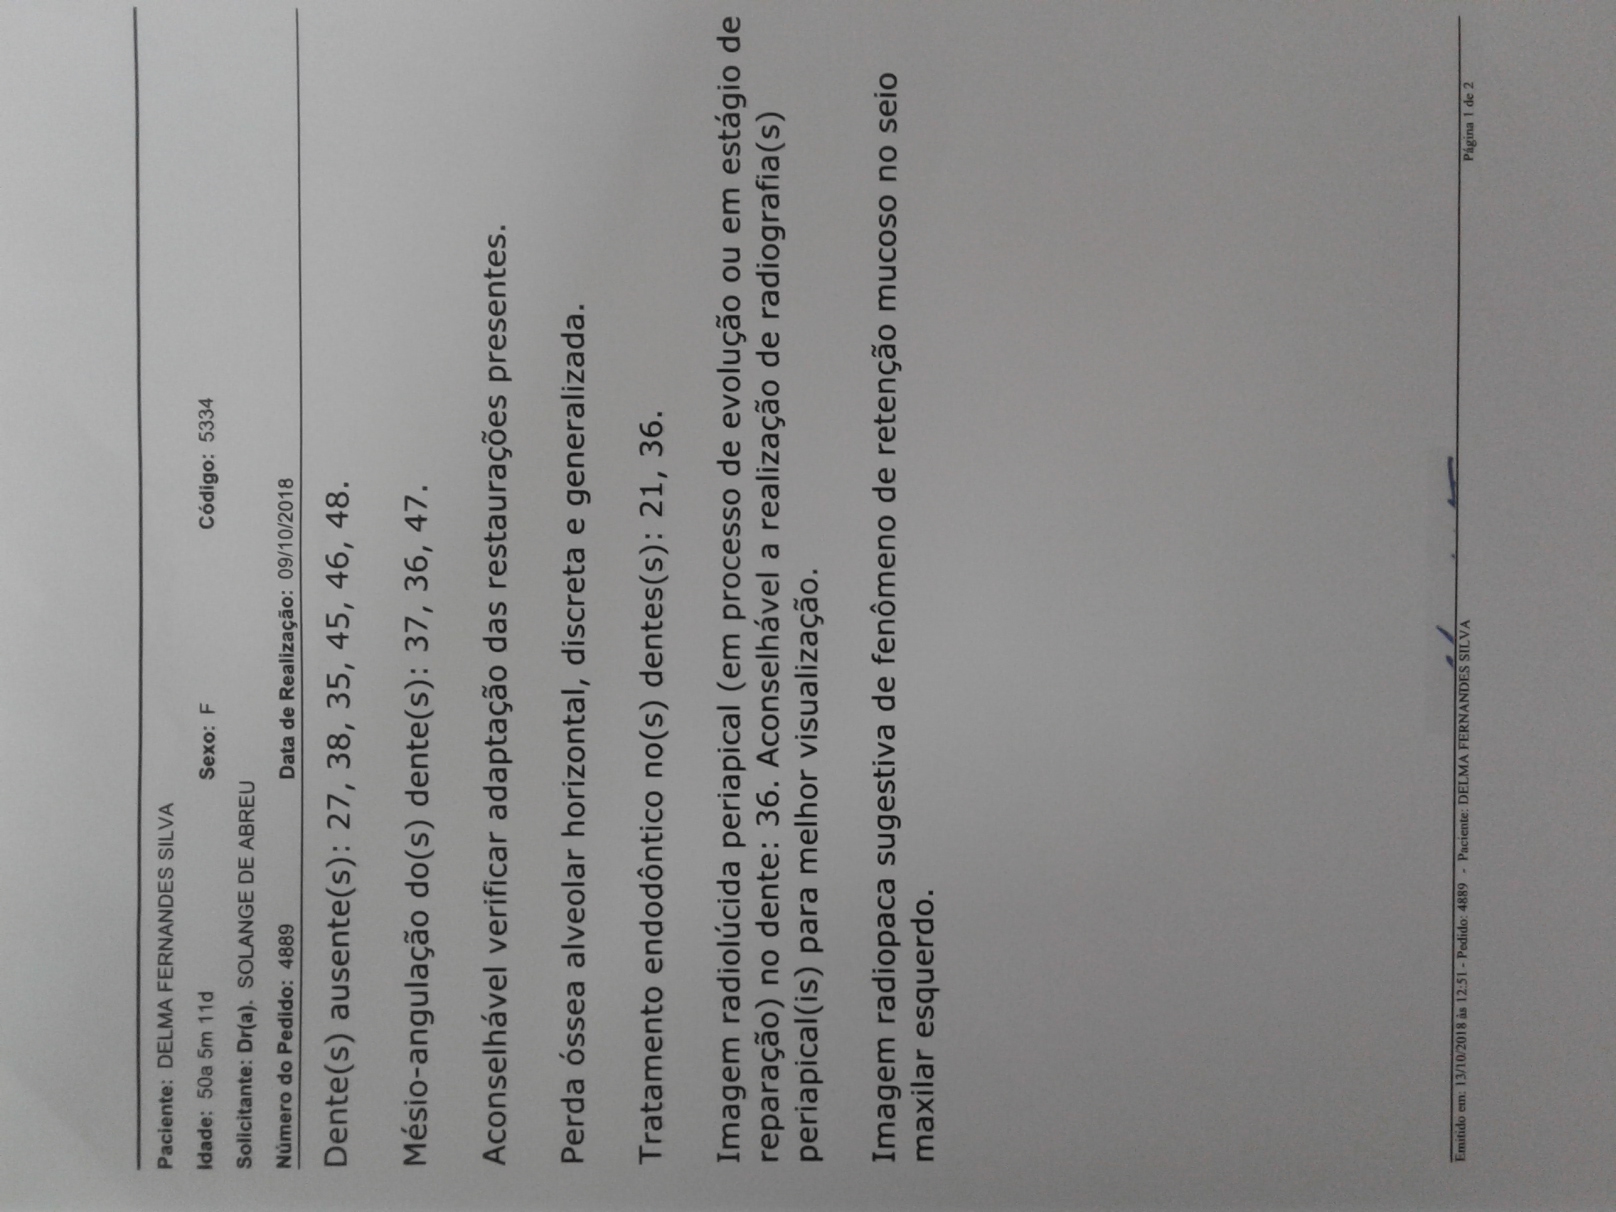 Paciente: DELMA FERNANDES SILVA
Idade: 50a 5m 11d Sexo: F Código: 5334
Solicitante: Dr(a). SOLANGE DE ABREU
Número do Pedido: 4889 Data de Realização: 09/10/2018
Dente(s) ausente(s): 27, 38, 35, 45, 46, 48.
Mésio-angulação do(s) dente(s): 37, 36, 47.
Aconselhável verificar adaptação das restaurações presentes.
Perda óssea alveolar horizontal, discreta e generalizada.
Tratamento endodôntico no(s) dentes(s): 21, 36.
Imagem radiolúcida periapical (em processo de evolução ou em estágio de
reparação) no dente: 36. Aconselhável a realização de radiografia(s)
periapical(is) para melhor visualização.
Imagem radiopaca sugestiva de fenômeno de retenção mucoso no seio
maxilar esquerdo.
Emitido em: 13/10/2018 às 12:51 - Pedido: 4889 - Paciente: DELMA FERNANDES SILVA Página 1 de 2